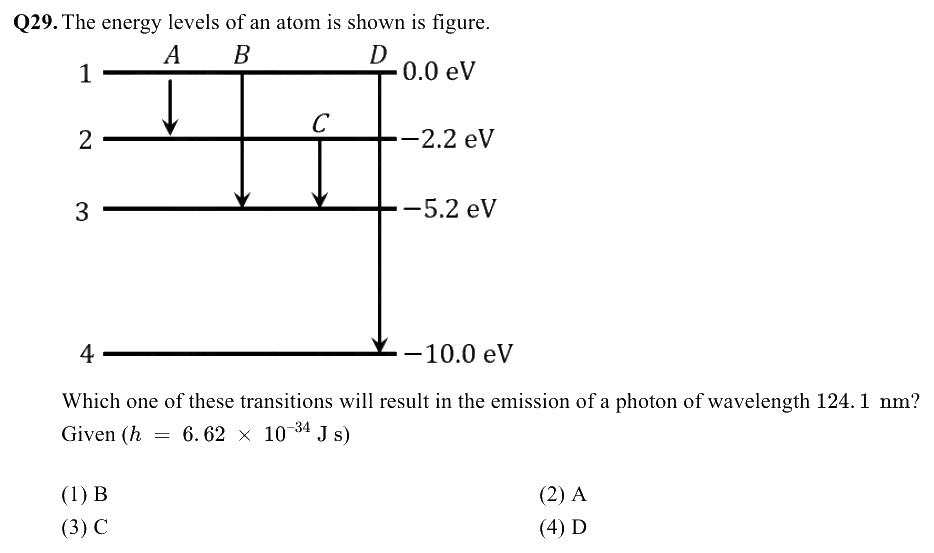 Q29. The energy levels of an atom is shown is figure.
A B D
1 0.0 eV
C
2 −2.2 eV
3 −5.2 eV
4 −10.0 eV
Which one of these transitions will result in the emission of a photon of wavelength 124. 1 nm?
Given (h = 6. 62 × 10⁻³⁴ J s)
(1) B (2) A
(3) C (4) D